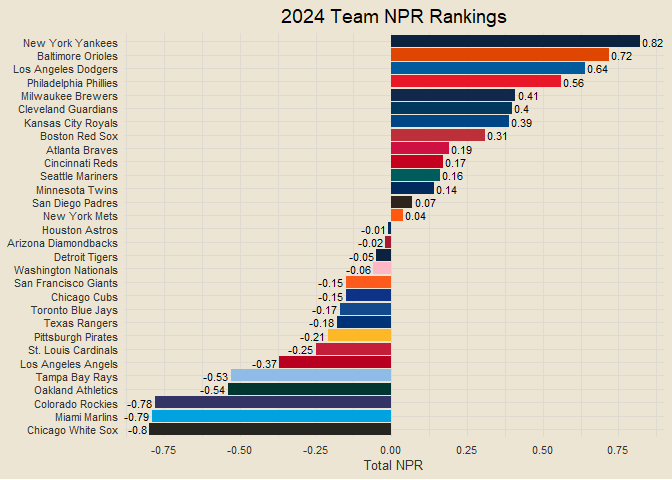 2024 Team NPR Rankings
New York Yankees 0.82
Baltimore Orioles 0.72
Los Angeles Dodgers 0.64
Philadelphia Phillies 0.56
Milwaukee Brewers 0.41
Cleveland Guardians 0.4
Kansas City Royals 0.39
Boston Red Sox 0.31
Atlanta Braves 0.19
Cincinnati Reds 0.17
Seattle Mariners 0.16
Minnesota Twins 0.14
San Diego Padres 0.07
New York Mets 0.04
Houston Astros -0.01
Arizona Diamondbacks -0.02
Detroit Tigers -0.05
Washington Nationals -0.06
San Francisco Giants -0.15
Chicago Cubs -0.15
Toronto Blue Jays -0.17
Texas Rangers -0.18
Pittsburgh Pirates -0.21
St. Louis Cardinals -0.25
Los Angeles Angels -0.37
Tampa Bay Rays -0.53
Oakland Athletics -0.54
Colorado Rockies -0.78
Miami Marlins -0.79
Chicago White Sox -0.8
-0.75 -0.50 -0.25 0.00 0.25 0.50 0.75
Total NPR